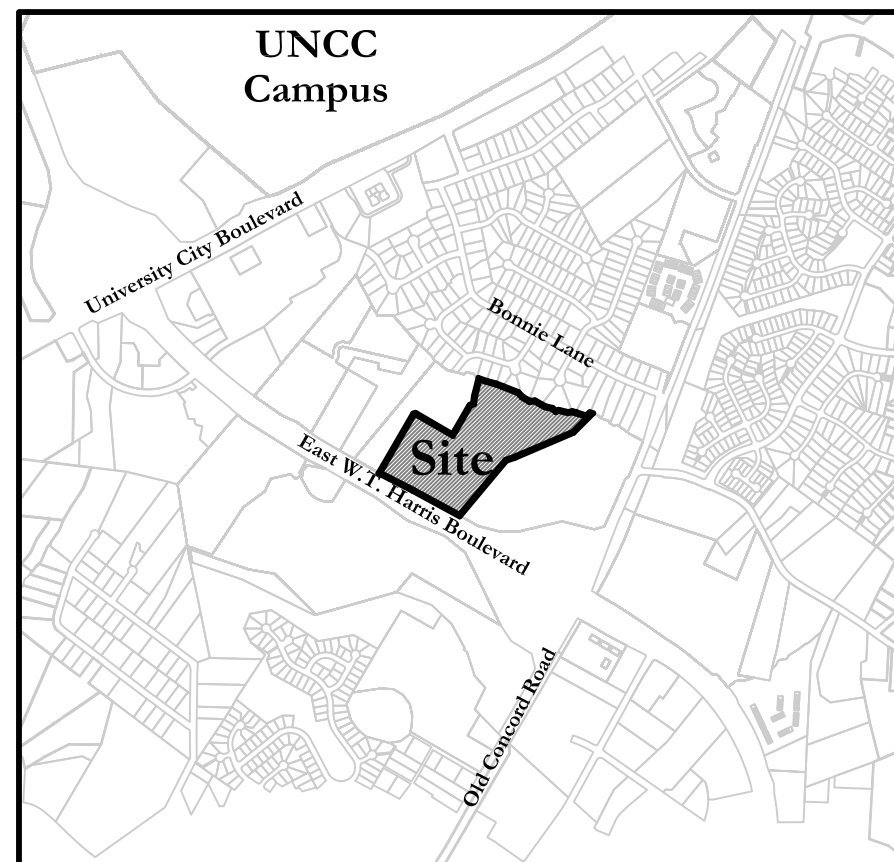 UNCC
Campus
University City Boulevard
Bonnie Lane
Site
East W.T. Harris Boulevard
Old Concord Road